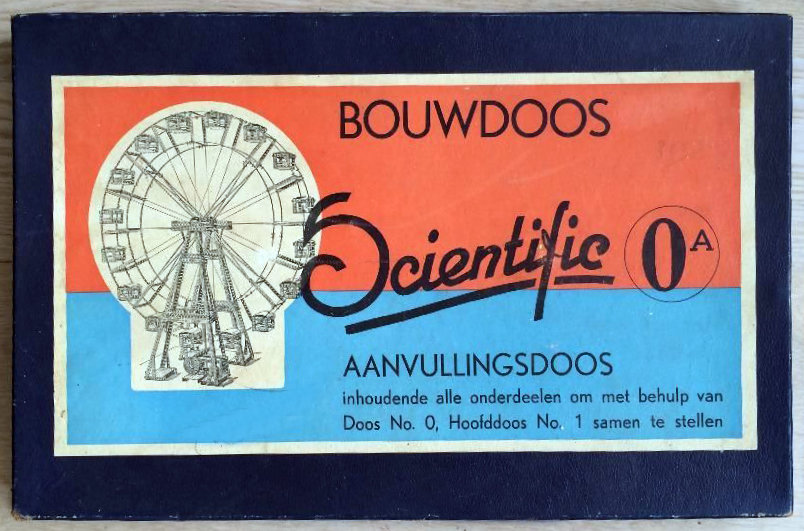 BOUWDOOS
Scientific 0A
AANVULLINGSDOOS
inhoudende alle onderdeelen om met behulp van
Doos No. 0, Hoofddoos No. 1 samen te stellen